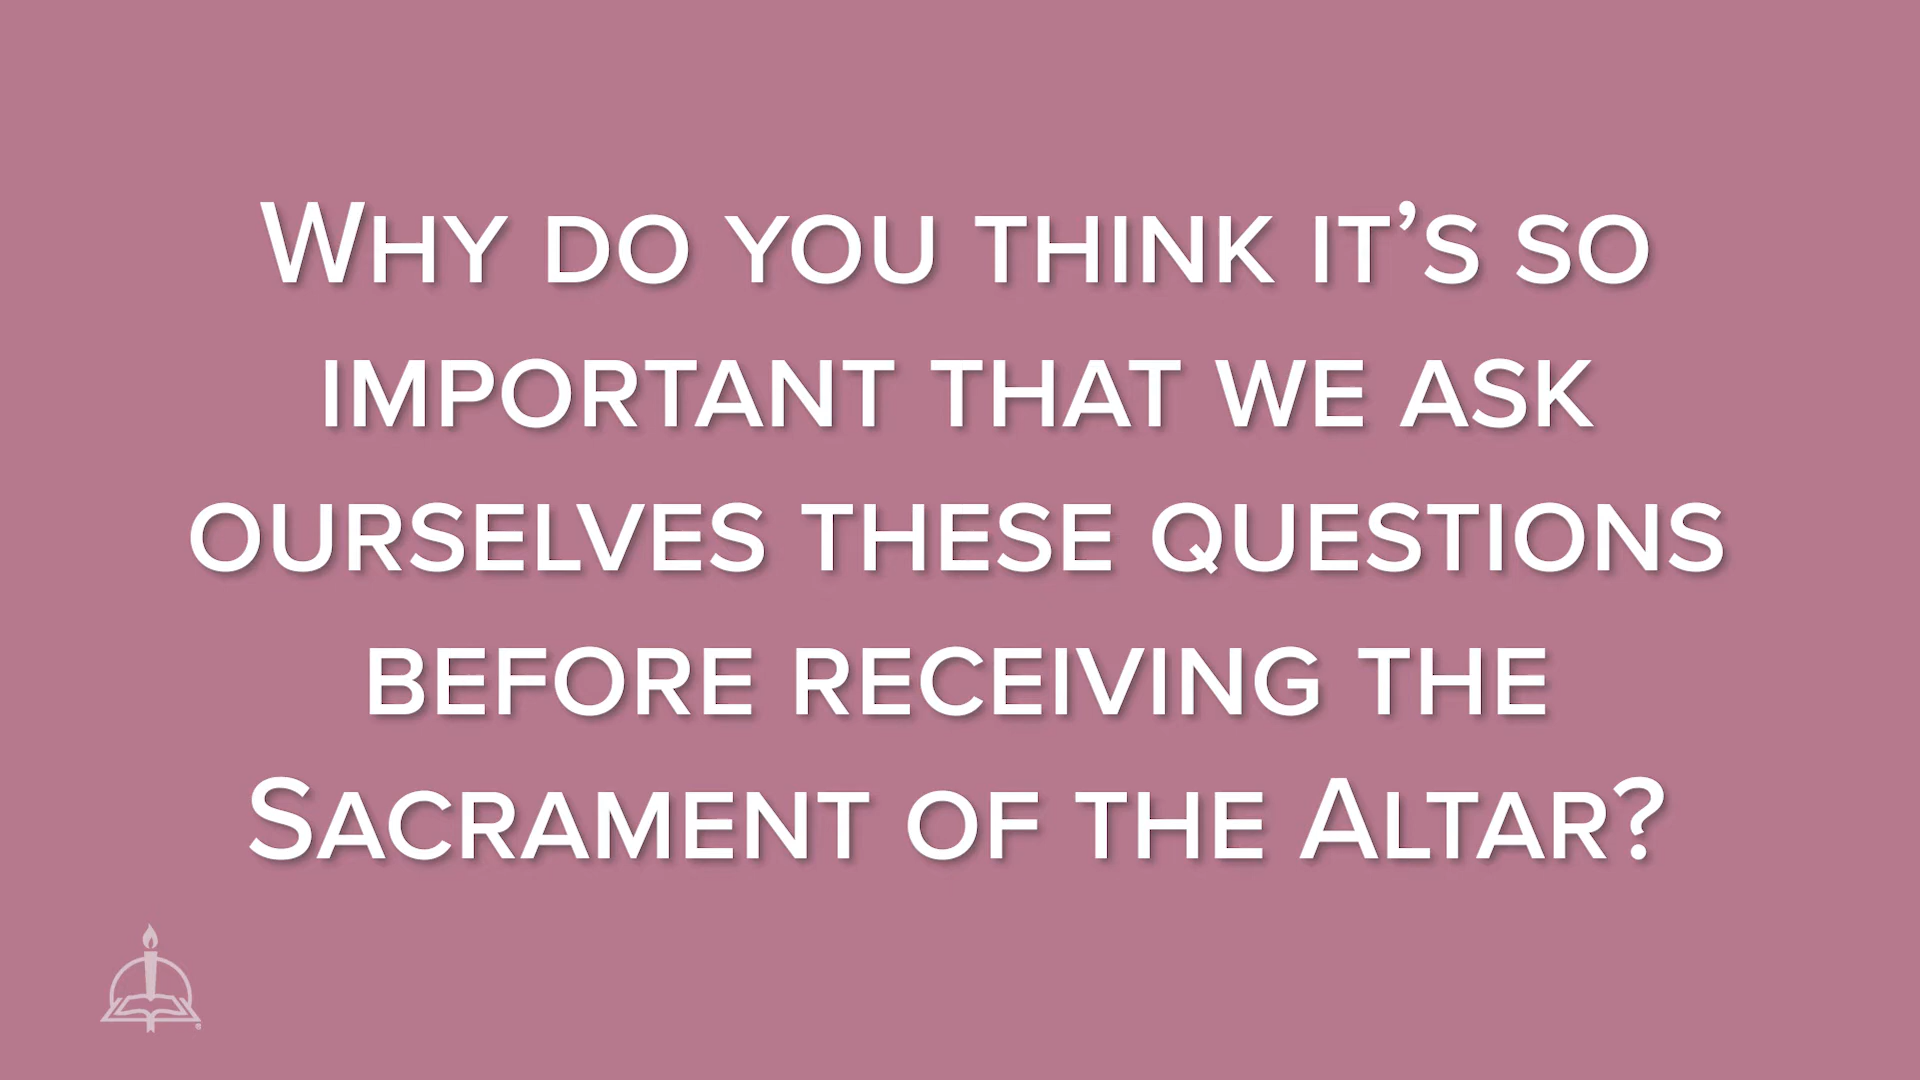 Why do you think it’s so
important that we ask
ourselves these questions
before receiving the
Sacrament of the Altar?